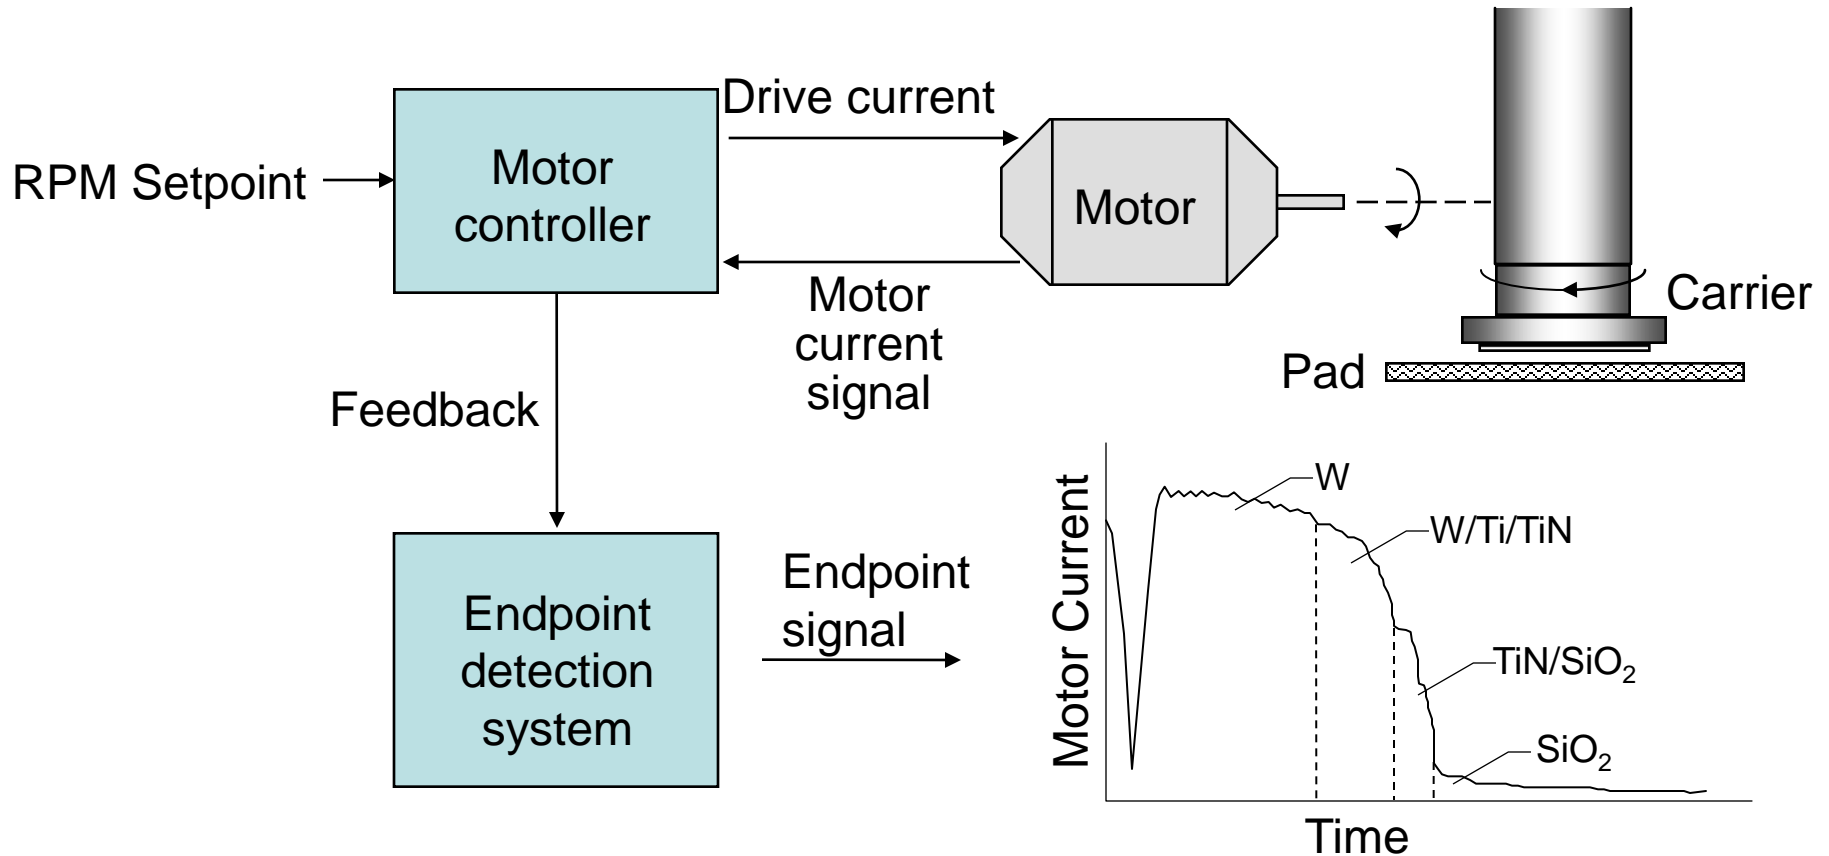 Drive current
RPM Setpoint
Motor
controller
Motor
Motor
current
signal
Carrier
Pad
Feedback
Endpoint
detection
system
Endpoint
signal
Motor Current
W
W/Ti/TiN
TiN/SiO₂
SiO₂
Time